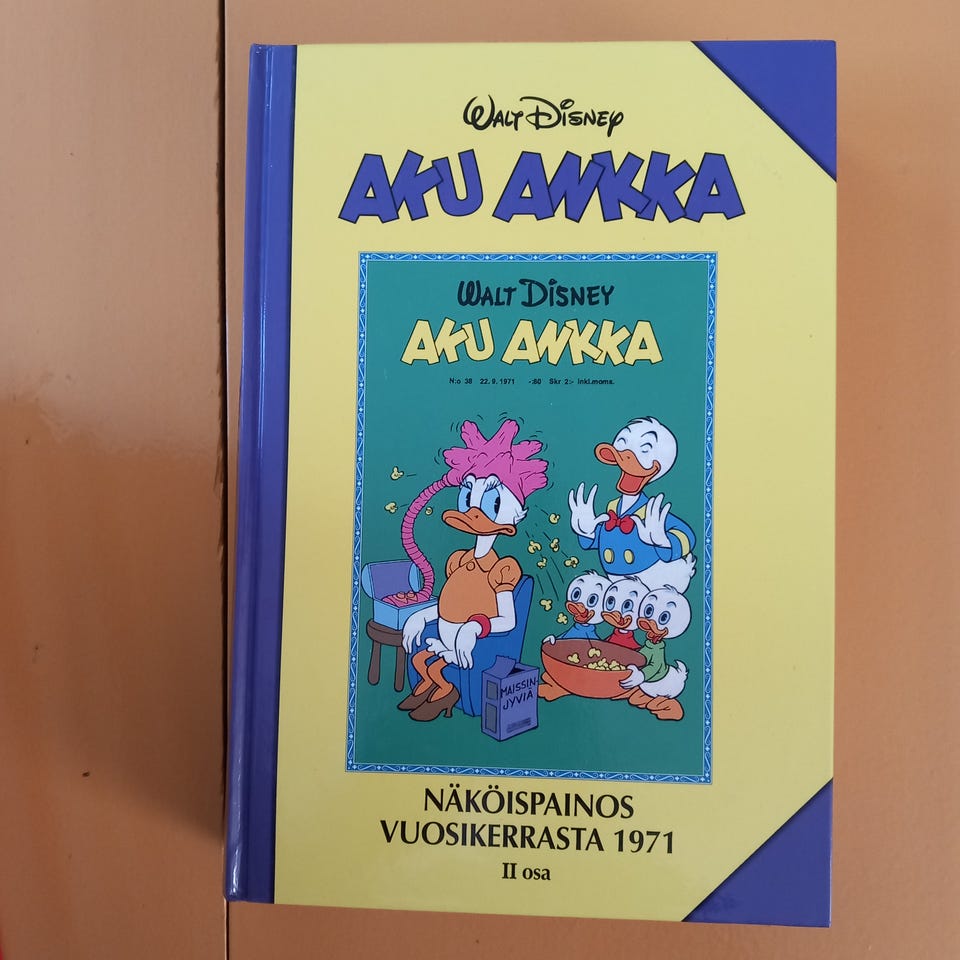 WALT DISNEY
AKU ANKKA
WALT DISNEY
AKU ANKKA
N:o 38 22. 9. 1971 -:80 Skr 2:- Inkl.moms.
MAISSIN-
JYVIÄ
NÄKÖISPAINOS
VUOSIKERRASTA 1971
II osa